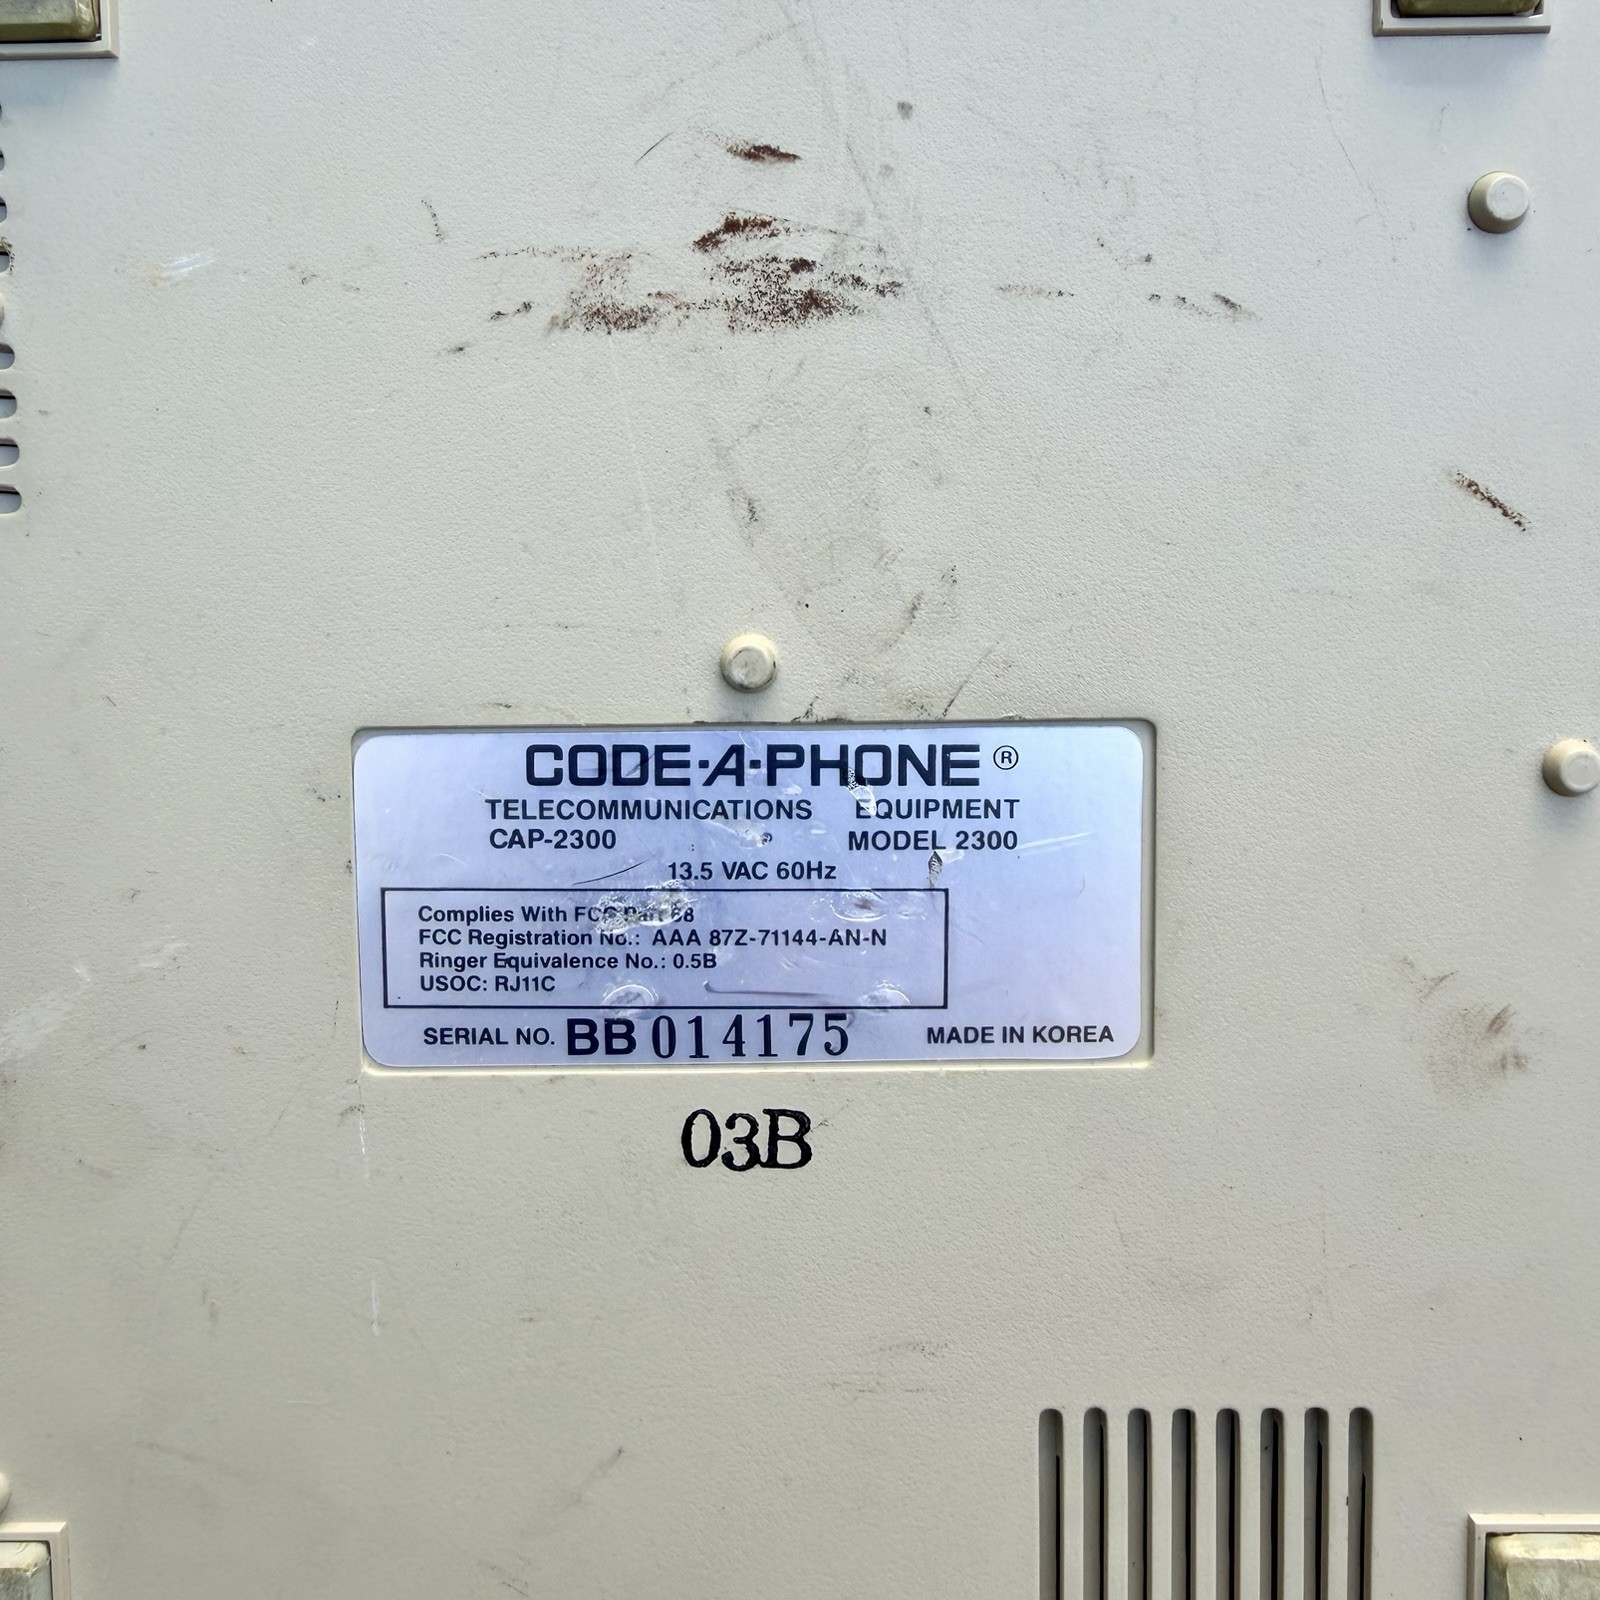 CODE-A-PHONE ®
TELECOMMUNICATIONS EQUIPMENT
CAP-2300 MODEL 2300
13.5 VAC 60Hz
Complies With FCC Part 68
FCC Registration No.: AAA 87Z-71144-AN-N
Ringer Equivalence No.: 0.5B
USOC: RJ11C
SERIAL NO. BB 014175 MADE IN KOREA
03B